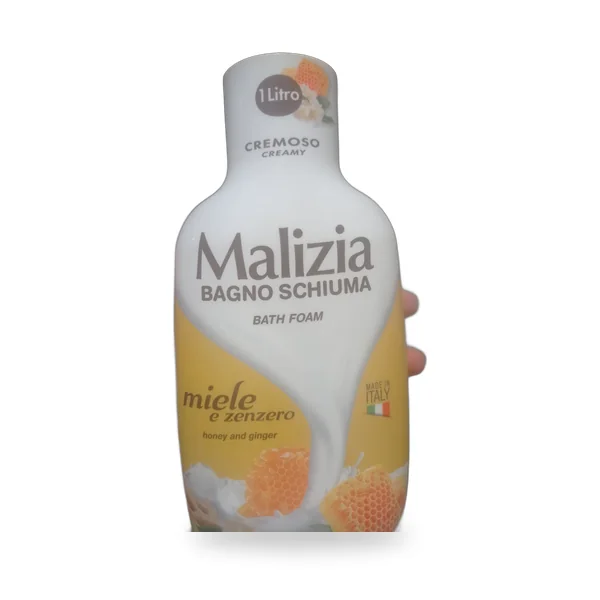 1 Litro
CREMOSO
CREAMY
Malizia
BAGNO SCHIUMA
BATH FOAM
miele
e zenzero
honey and ginger
MADE IN
ITALY